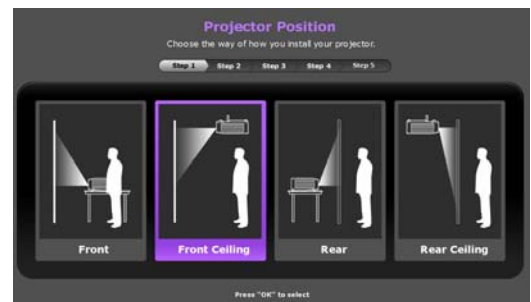 Projector Position
Choose the way of how you install your projector.
Step 1 Step 2 Step 3 Step 4 Step 5
Front Front Ceiling Rear Rear Ceiling
Press "OK" to select